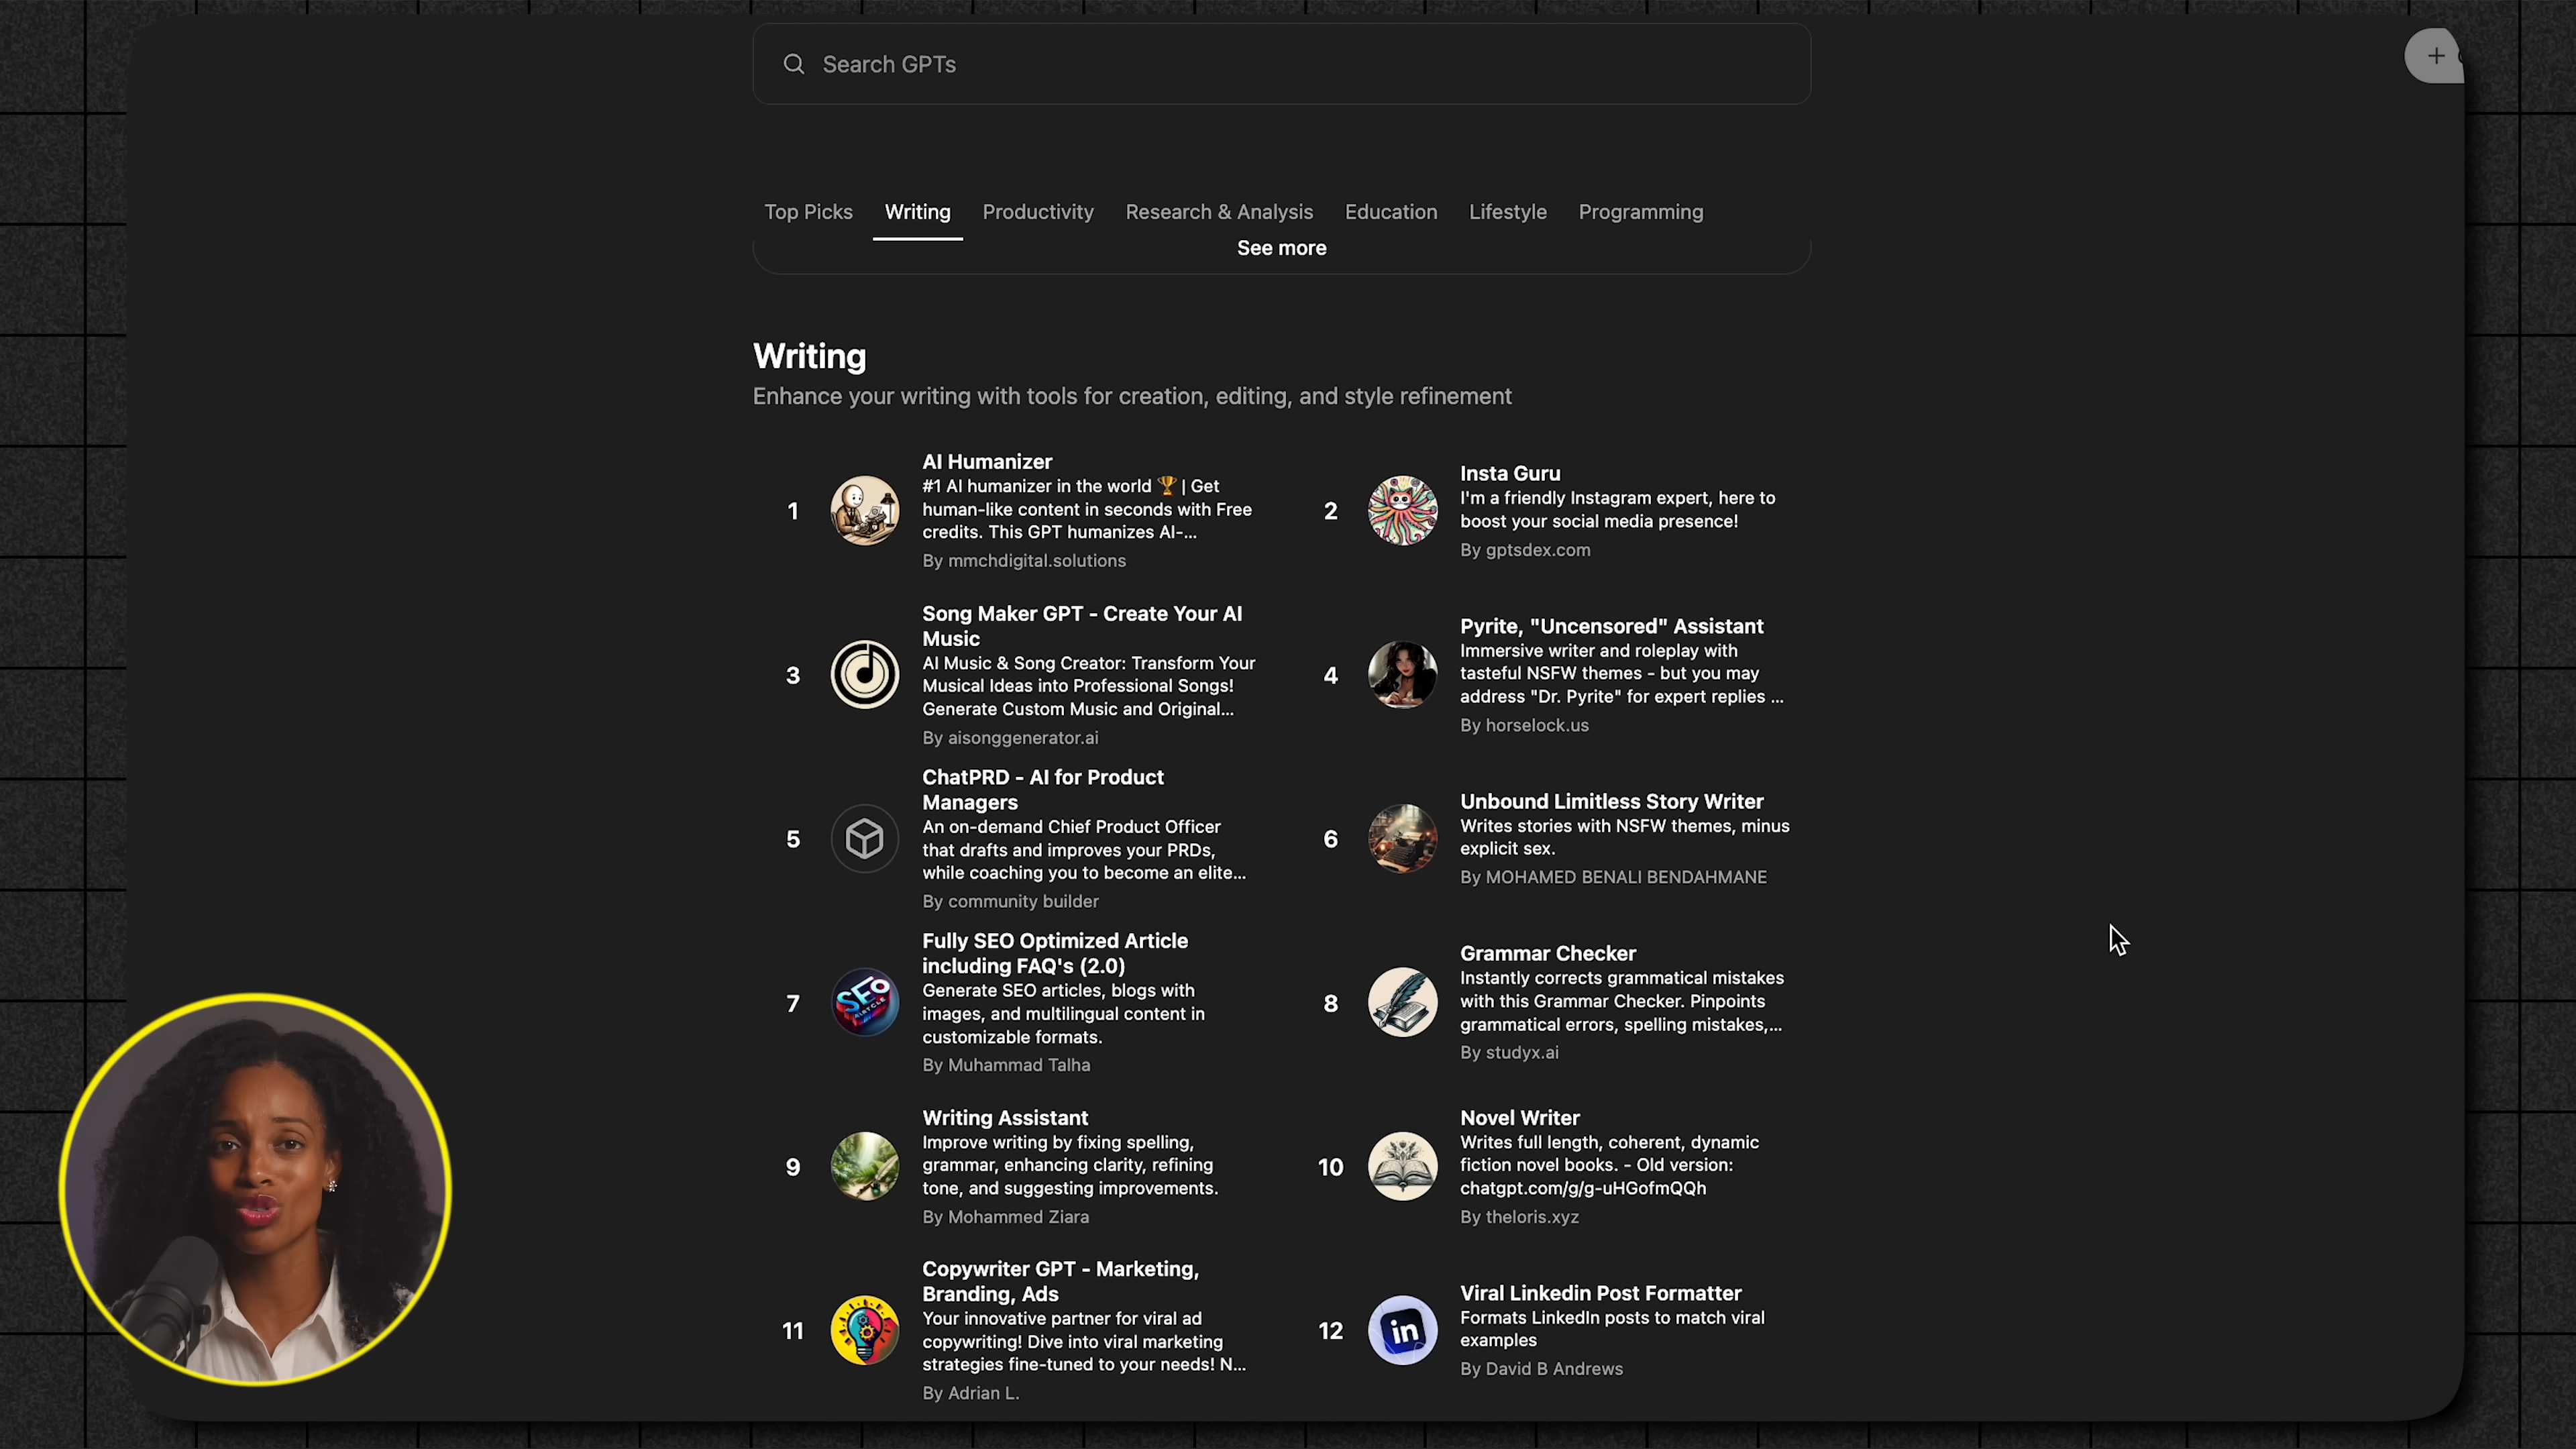 Search GPTs
Top Picks Writing Productivity Research & Analysis Education Lifestyle Programming
See more
Writing
Enhance your writing with tools for creation, editing, and style refinement
1
AI Humanizer
#1 AI humanizer in the world 🏆 | Get
human-like content in seconds with Free
credits. This GPT humanizes AI-...
By mmchdigital.solutions
2
Insta Guru
I'm a friendly Instagram expert, here to
boost your social media presence!
By gptsdex.com
3
Song Maker GPT - Create Your AI
Music
AI Music & Song Creator: Transform Your
Musical Ideas into Professional Songs!
Generate Custom Music and Original...
By aisonggenerator.ai
4
Pyrite, "Uncensored" Assistant
Immersive writer and roleplay with
tasteful NSFW themes - but you may
address "Dr. Pyrite" for expert replies ...
By horselock.us
5
ChatPRD - AI for Product
Managers
An on-demand Chief Product Officer
that drafts and improves your PRDs,
while coaching you to become an elite...
By community builder
6
Unbound Limitless Story Writer
Writes stories with NSFW themes, minus
explicit sex.
By MOHAMED BENALI BENDAHMANE
7
SEO
Fully SEO Optimized Article
including FAQ's (2.0)
Generate SEO articles, blogs with
images, and multilingual content in
customizable formats.
By Muhammad Talha
8
Grammar Checker
Instantly corrects grammatical mistakes
with this Grammar Checker. Pinpoints
grammatical errors, spelling mistakes,...
By studyx.ai
9
Writing Assistant
Improve writing by fixing spelling,
grammar, enhancing clarity, refining
tone, and suggesting improvements.
By Mohammed Ziara
10
Novel Writer
Writes full length, coherent, dynamic
fiction novel books. - Old version:
chatgpt.com/g/g-uHGofmQQh
By theloris.xyz
11
Copywriter GPT - Marketing,
Branding, Ads
Your innovative partner for viral ad
copywriting! Dive into viral marketing
strategies fine-tuned to your needs! N...
By Adrian L.
12
in
Viral Linkedin Post Formatter
Formats LinkedIn posts to match viral
examples
By David B Andrews